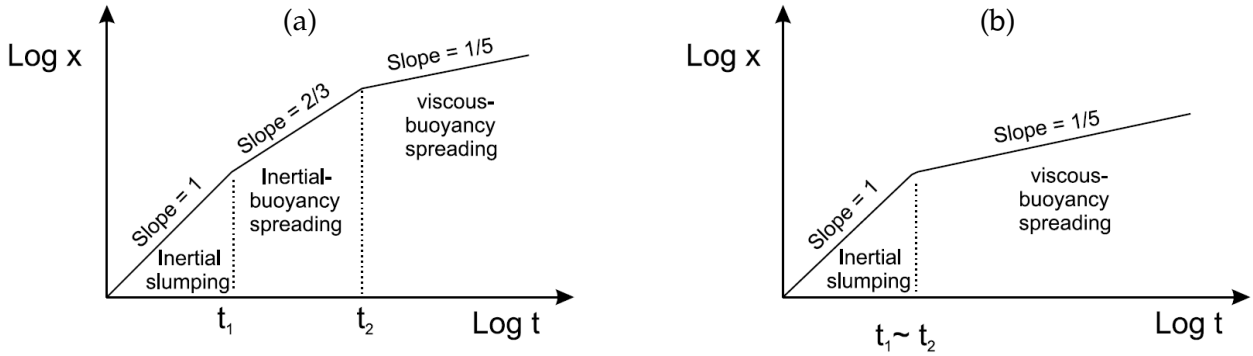 (a)
Log x
Slope = 1
Slope = 2/3
Slope = 1/5
Inertial
slumping
Inertial-
buoyancy
spreading
viscous-
buoyancy
spreading
t₁
t₂
Log t
(b)
Log x
Slope = 1
Slope = 1/5
Inertial
slumping
viscous-
buoyancy
spreading
t₁~ t₂
Log t